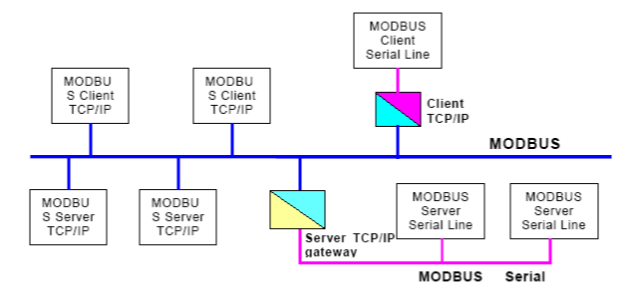 MODBUS
Client
Serial Line
MODBU
S Client
TCP/IP
MODBU
S Client
TCP/IP
Client
TCP/IP
MODBUS
MODBU
S Server
TCP/IP
MODBU
S Server
TCP/IP
Server TCP/IP
gateway
MODBUS
Server
Serial Line
MODBUS
Server
Serial Line
MODBUS Serial